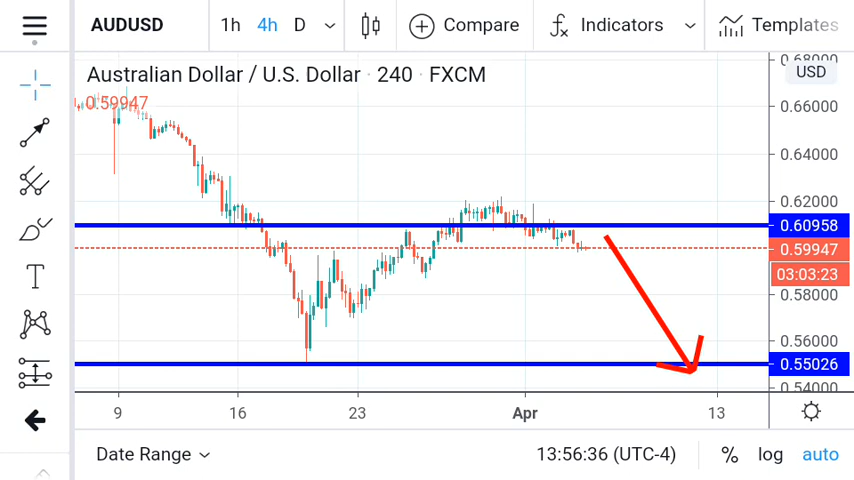 AUDUSD 1h 4h D Compare Indicators Templates
Australian Dollar / U.S. Dollar · 240 · FXCM
0.59947
0.68000
USD
0.66000
0.64000
0.62000
0.60958
0.59947
03:03:23
0.58000
0.56000
0.55026
0.54000
9 16 23 Apr 13
Date Range 13:56:36 (UTC-4) % log auto